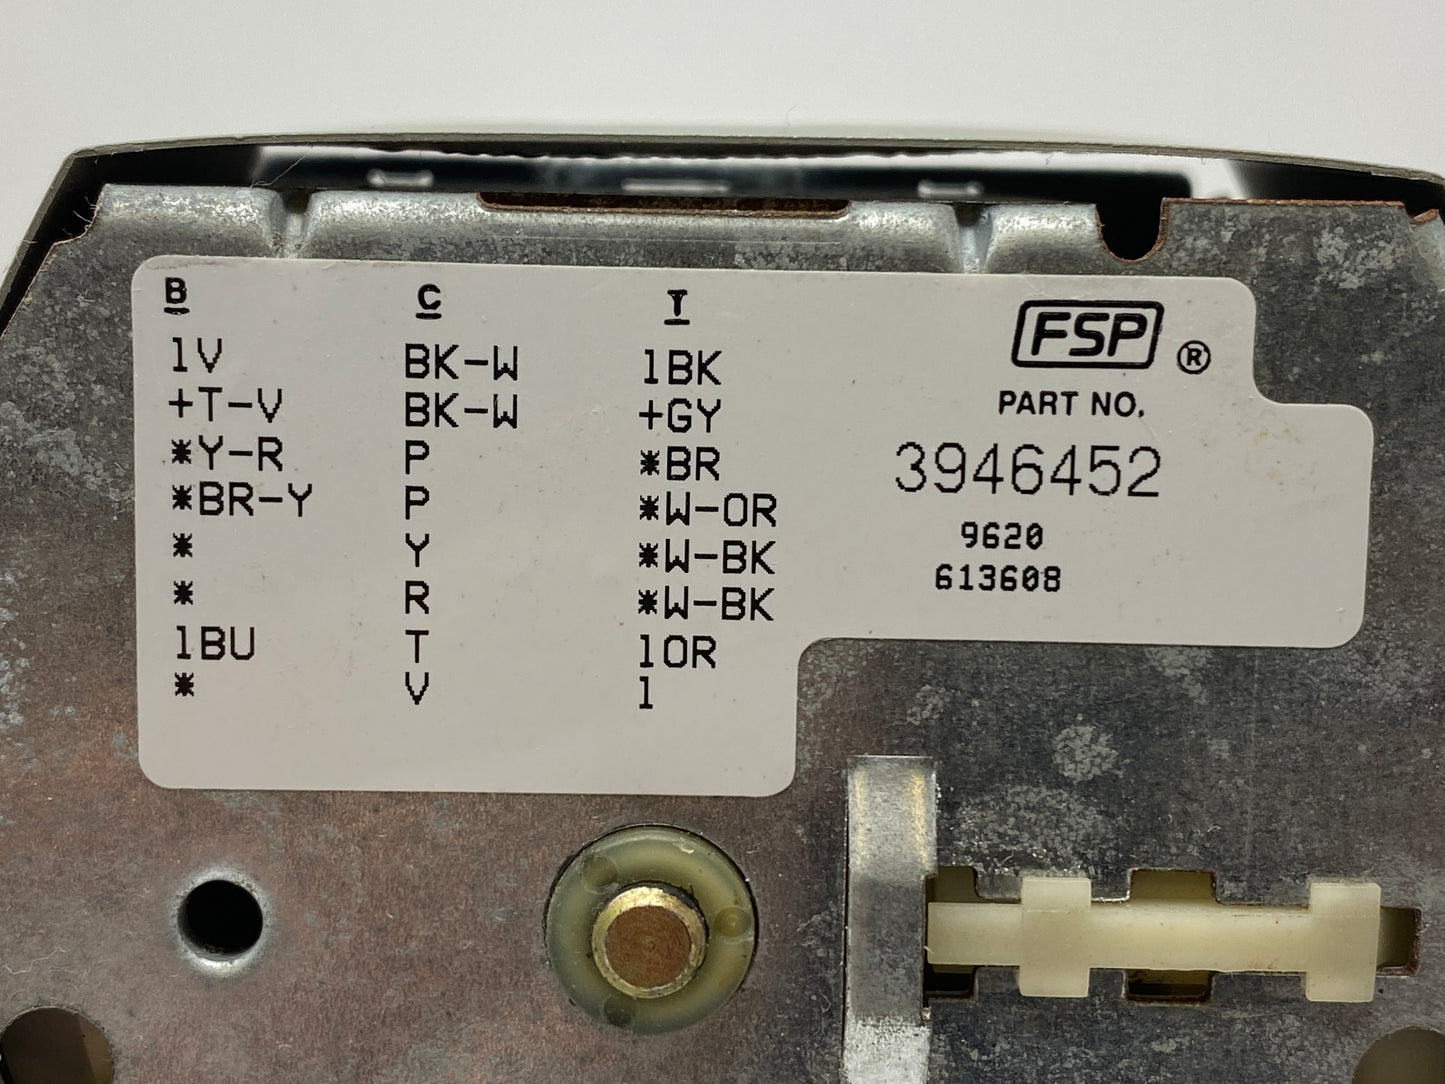 B C T
1V BK-W 1BK
+T-V BK-W +GY
*Y-R P *BR
*BR-Y P *W-OR
* Y *W-BK
* R *W-BK
1BU T 1OR
* V 1
FSP ®
PART NO.
3946452
9620
613608